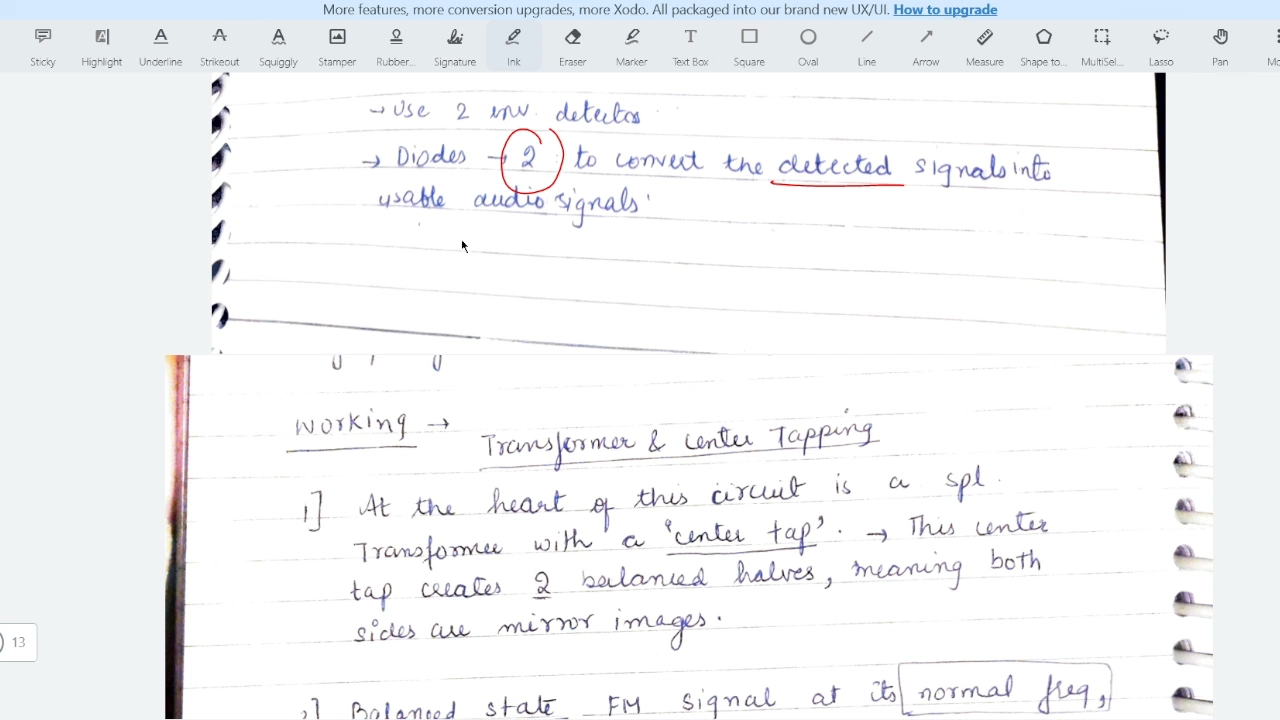 More features, more conversion upgrades, more Xodo. All packaged into our brand new UX/UI. How to upgrade
Sticky Highlight Underline Strikeout Squiggly Stamper Rubber... Signature Ink Eraser Marker Text Box Square Oval Line Arrow Measure Shape to... MultiSel... Lasso Pan
→ Use 2 env. detectos
→ Diodes → 2 to convert the detected signals into
usable audio signals.
Working →
Transformer & center Tapping
1] At the heart of this circuit is a spl.
Transformer with a 'center tap'. → This center
tap creates 2 balanced halves, meaning both
sides are mirror images.
13
2] Balanced state FM signal at its normal freq,